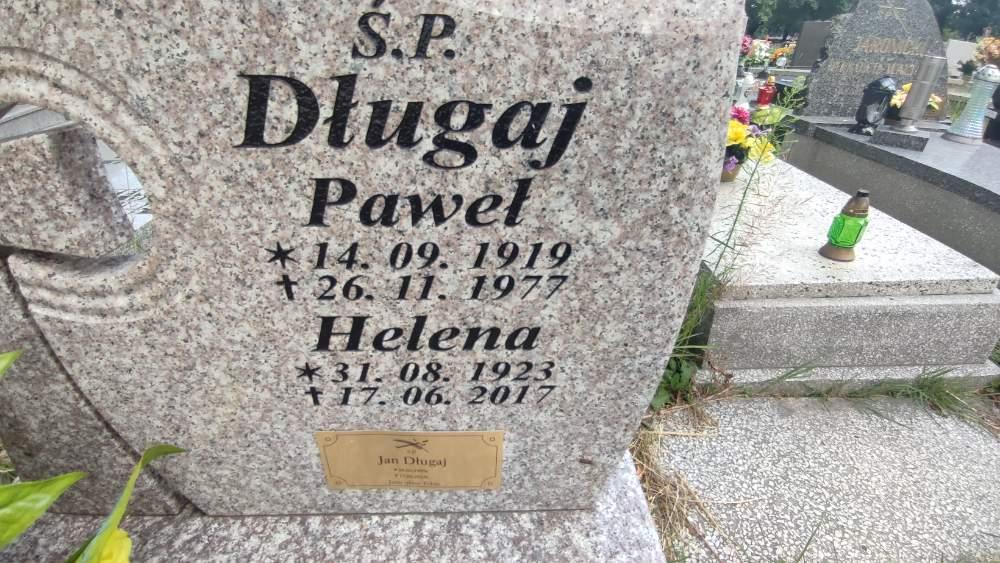 Ś.P.
Długaj
Paweł
* 14. 09. 1919
✝ 26. 11. 1977
Helena
* 31. 08. 1923
✝ 17. 06. 2017
Jan Długaj